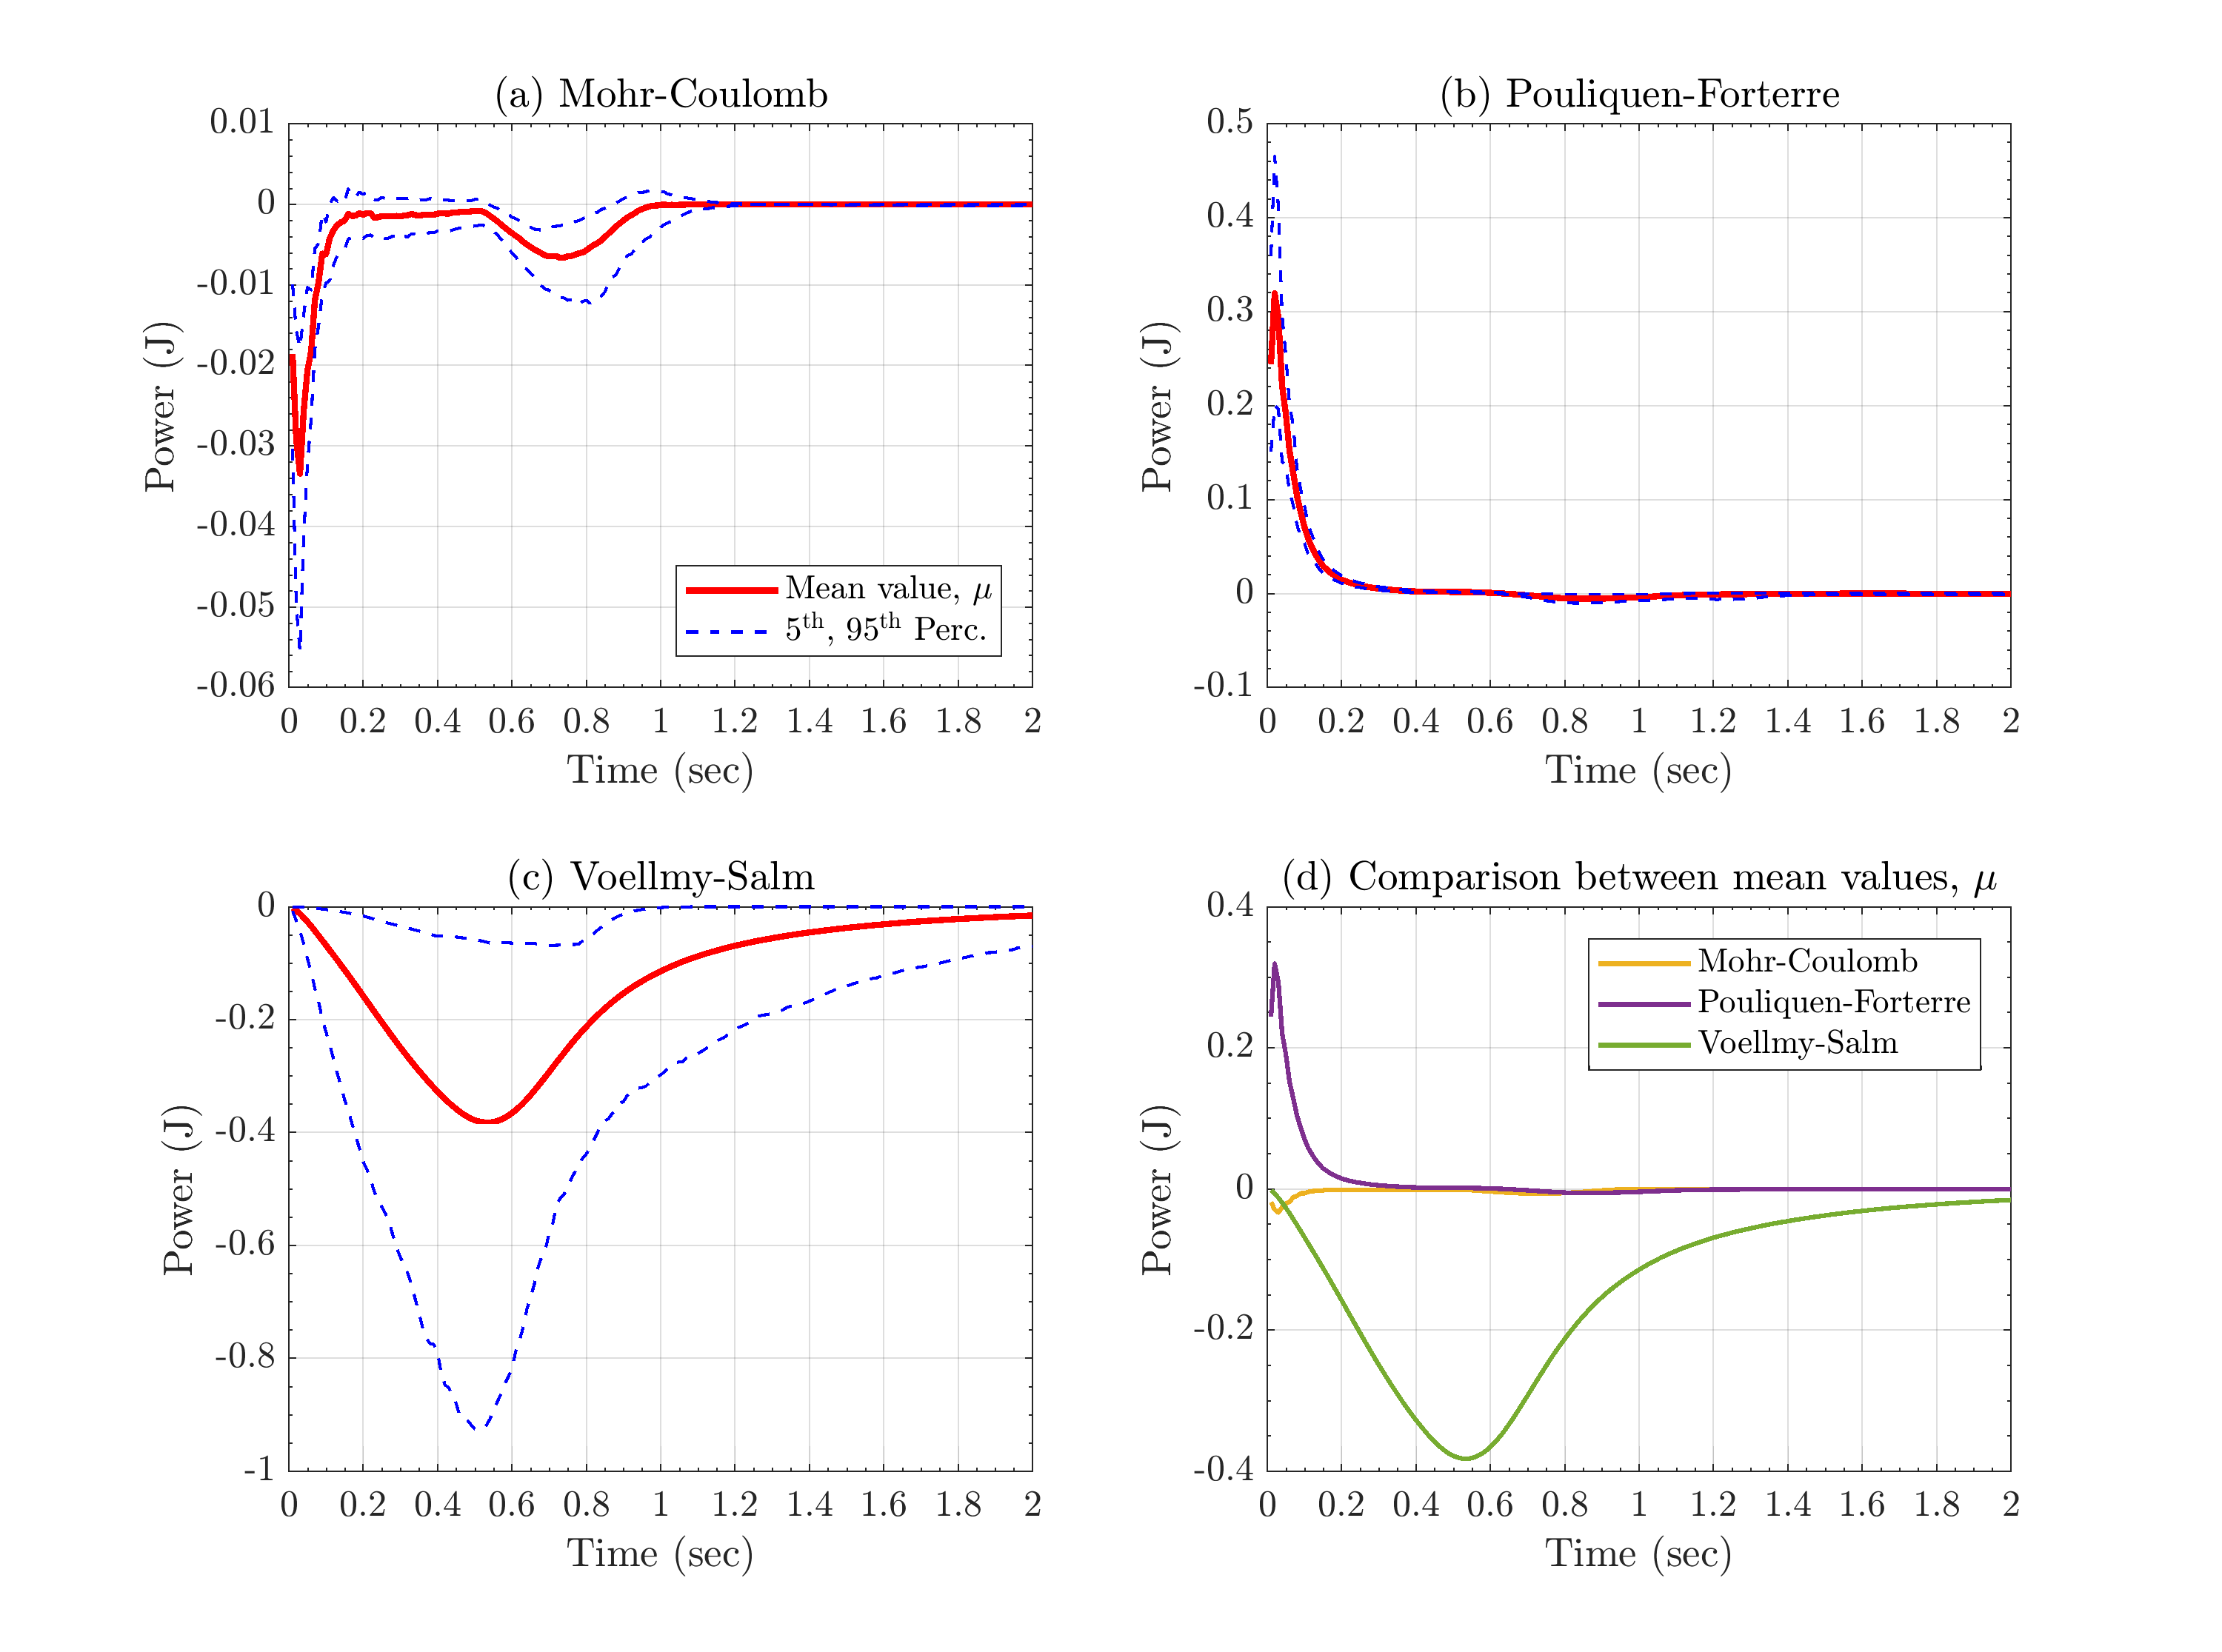 (a) Mohr-Coulomb
0.01
0
-0.01
-0.02
-0.03
-0.04
-0.05
-0.06
Power (J)
Mean value, μ
5th, 95th Perc.
0 0.2 0.4 0.6 0.8 1 1.2 1.4 1.6 1.8 2
Time (sec)
(b) Pouliquen-Forterre
0.5
0.4
0.3
0.2
0.1
0
-0.1
Power (J)
0 0.2 0.4 0.6 0.8 1 1.2 1.4 1.6 1.8 2
Time (sec)
(c) Voellmy-Salm
0
-0.2
-0.4
-0.6
-0.8
-1
Power (J)
0 0.2 0.4 0.6 0.8 1 1.2 1.4 1.6 1.8 2
Time (sec)
(d) Comparison between mean values, μ
0.4
0.2
0
-0.2
-0.4
Power (J)
Mohr-Coulomb
Pouliquen-Forterre
Voellmy-Salm
0 0.2 0.4 0.6 0.8 1 1.2 1.4 1.6 1.8 2
Time (sec)